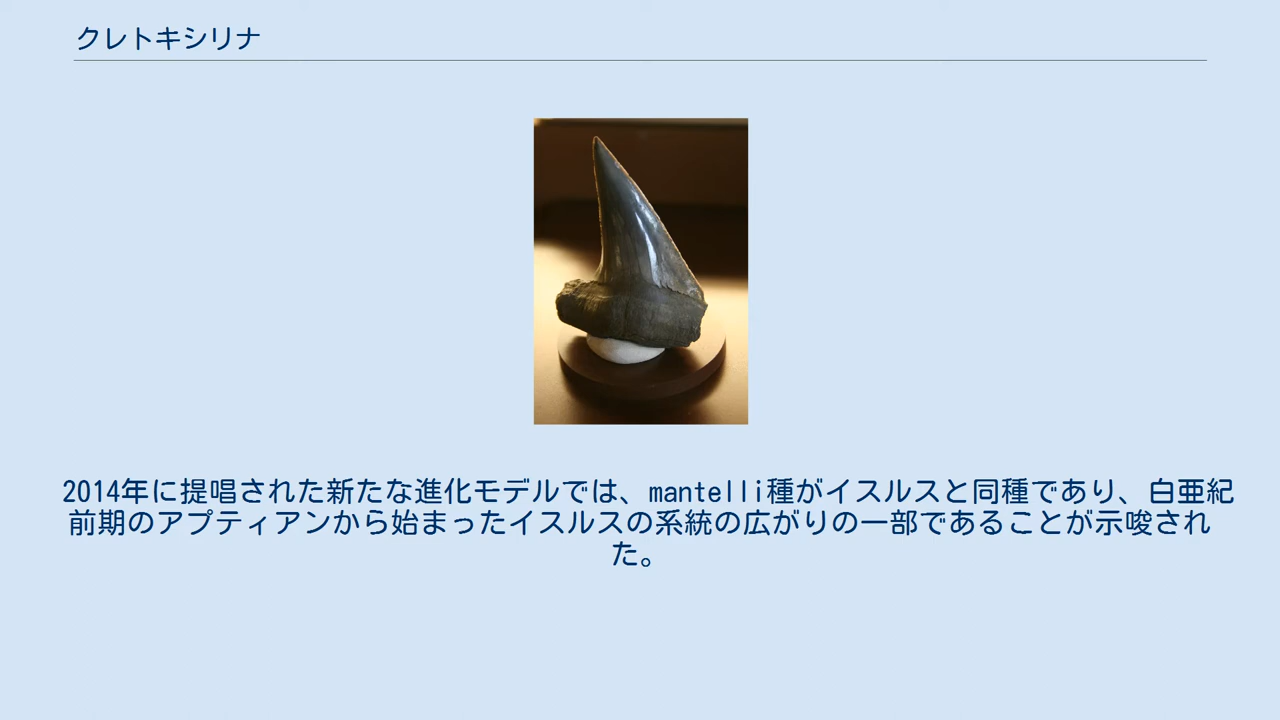 クレトキシリナ
2014年に提唱された新たな進化モデルでは、mantelli種がイスルスと同種であり、白亜紀
前期のアプティアンから始まったイスルスの系統の広がりの一部であることが示唆され
た。